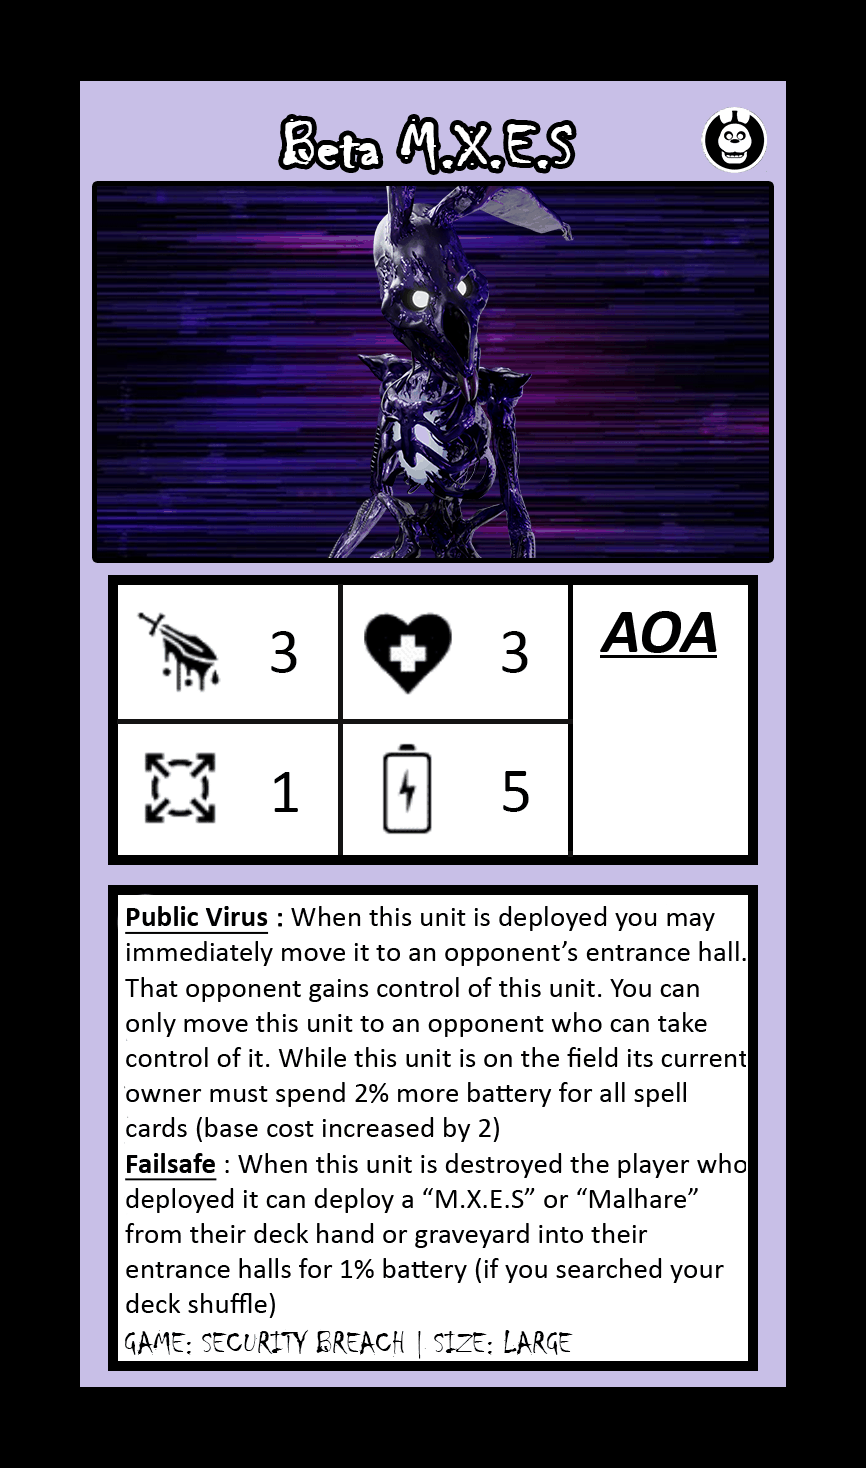 Beta M.X.E.S
3
3
AOA
1
5
Public Virus : When this unit is deployed you may
immediately move it to an opponent’s entrance hall.
That opponent gains control of this unit. You can
only move this unit to an opponent who can take
control of it. While this unit is on the field its current
owner must spend 2% more battery for all spell
cards (base cost increased by 2)
Failsafe : When this unit is destroyed the player who
deployed it can deploy a “M.X.E.S” or “Malhare”
from their deck hand or graveyard into their
entrance halls for 1% battery (if you searched your
deck shuffle)
GAME: SECURITY BREACH | SIZE: LARGE